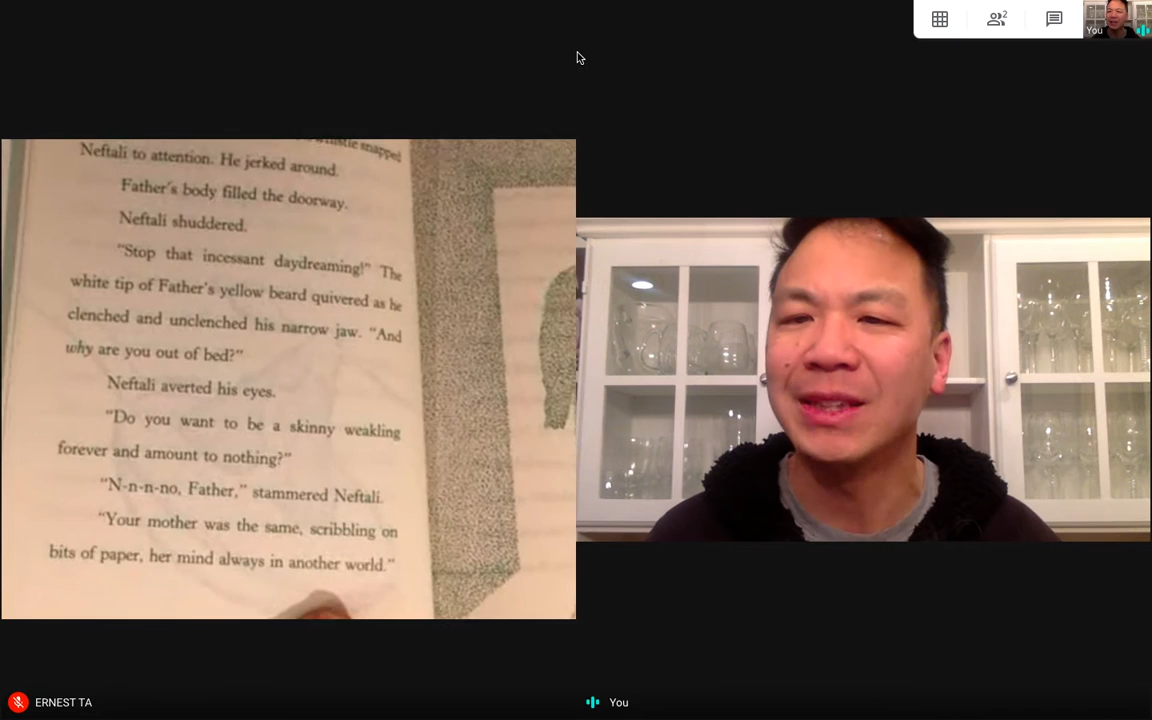 2
You
snapped
Neftali to attention. He jerked around.
Father's body filled the doorway.
Neftali shuddered.
"Stop that incessant daydreaming!" The
white tip of Father's yellow beard quivered as he
clenched and unclenched his narrow jaw. "And
why are you out of bed?"
Neftali averted his eyes.
"Do you want to be a skinny weakling
forever and amount to nothing?"
"N-n-n-no, Father," stammered Neftali.
"Your mother was the same, scribbling on
bits of paper, her mind always in another world."
ERNEST TA
You